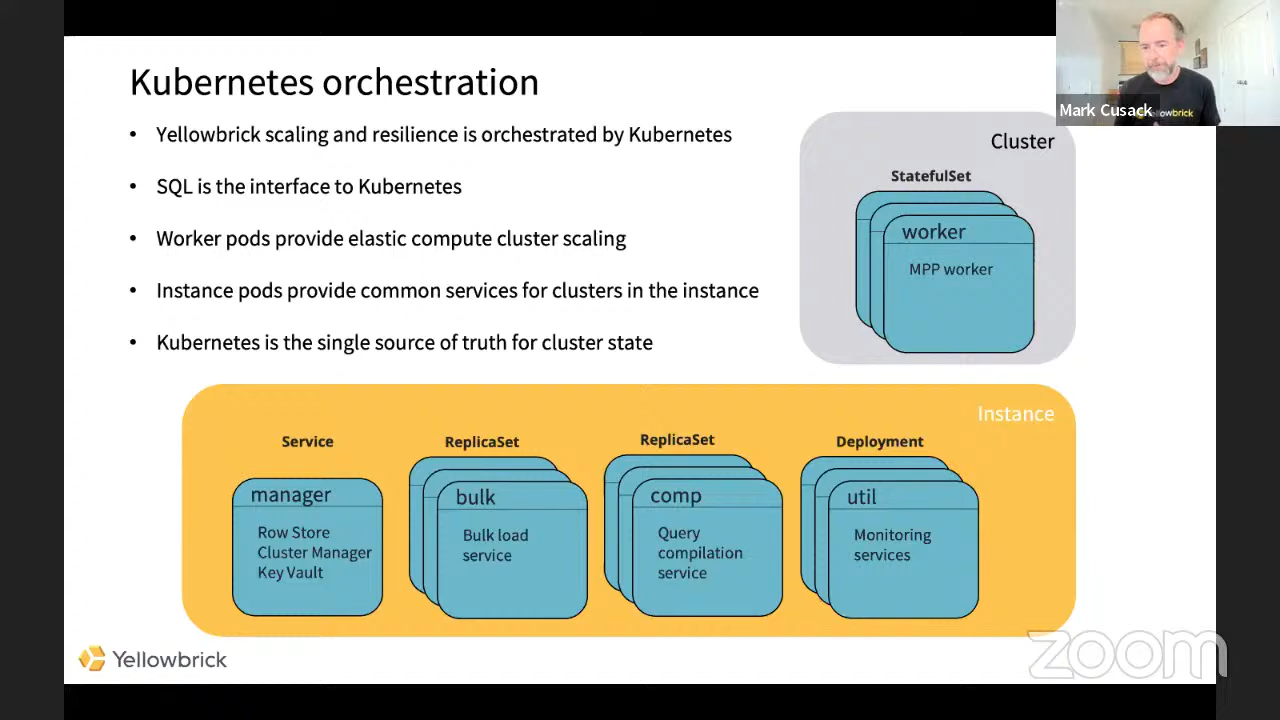 Kubernetes orchestration
• Yellowbrick scaling and resilience is orchestrated by Kubernetes
• SQL is the interface to Kubernetes
• Worker pods provide elastic compute cluster scaling
• Instance pods provide common services for clusters in the instance
• Kubernetes is the single source of truth for cluster state
Mark Cusack
Yellowbrick
Cluster
StatefulSet
worker
MPP worker
Instance
Service
manager
Row Store
Cluster Manager
Key Vault
ReplicaSet
bulk
Bulk load
service
ReplicaSet
comp
Query
compilation
service
Deployment
util
Monitoring
services
Yellowbrick
zoom